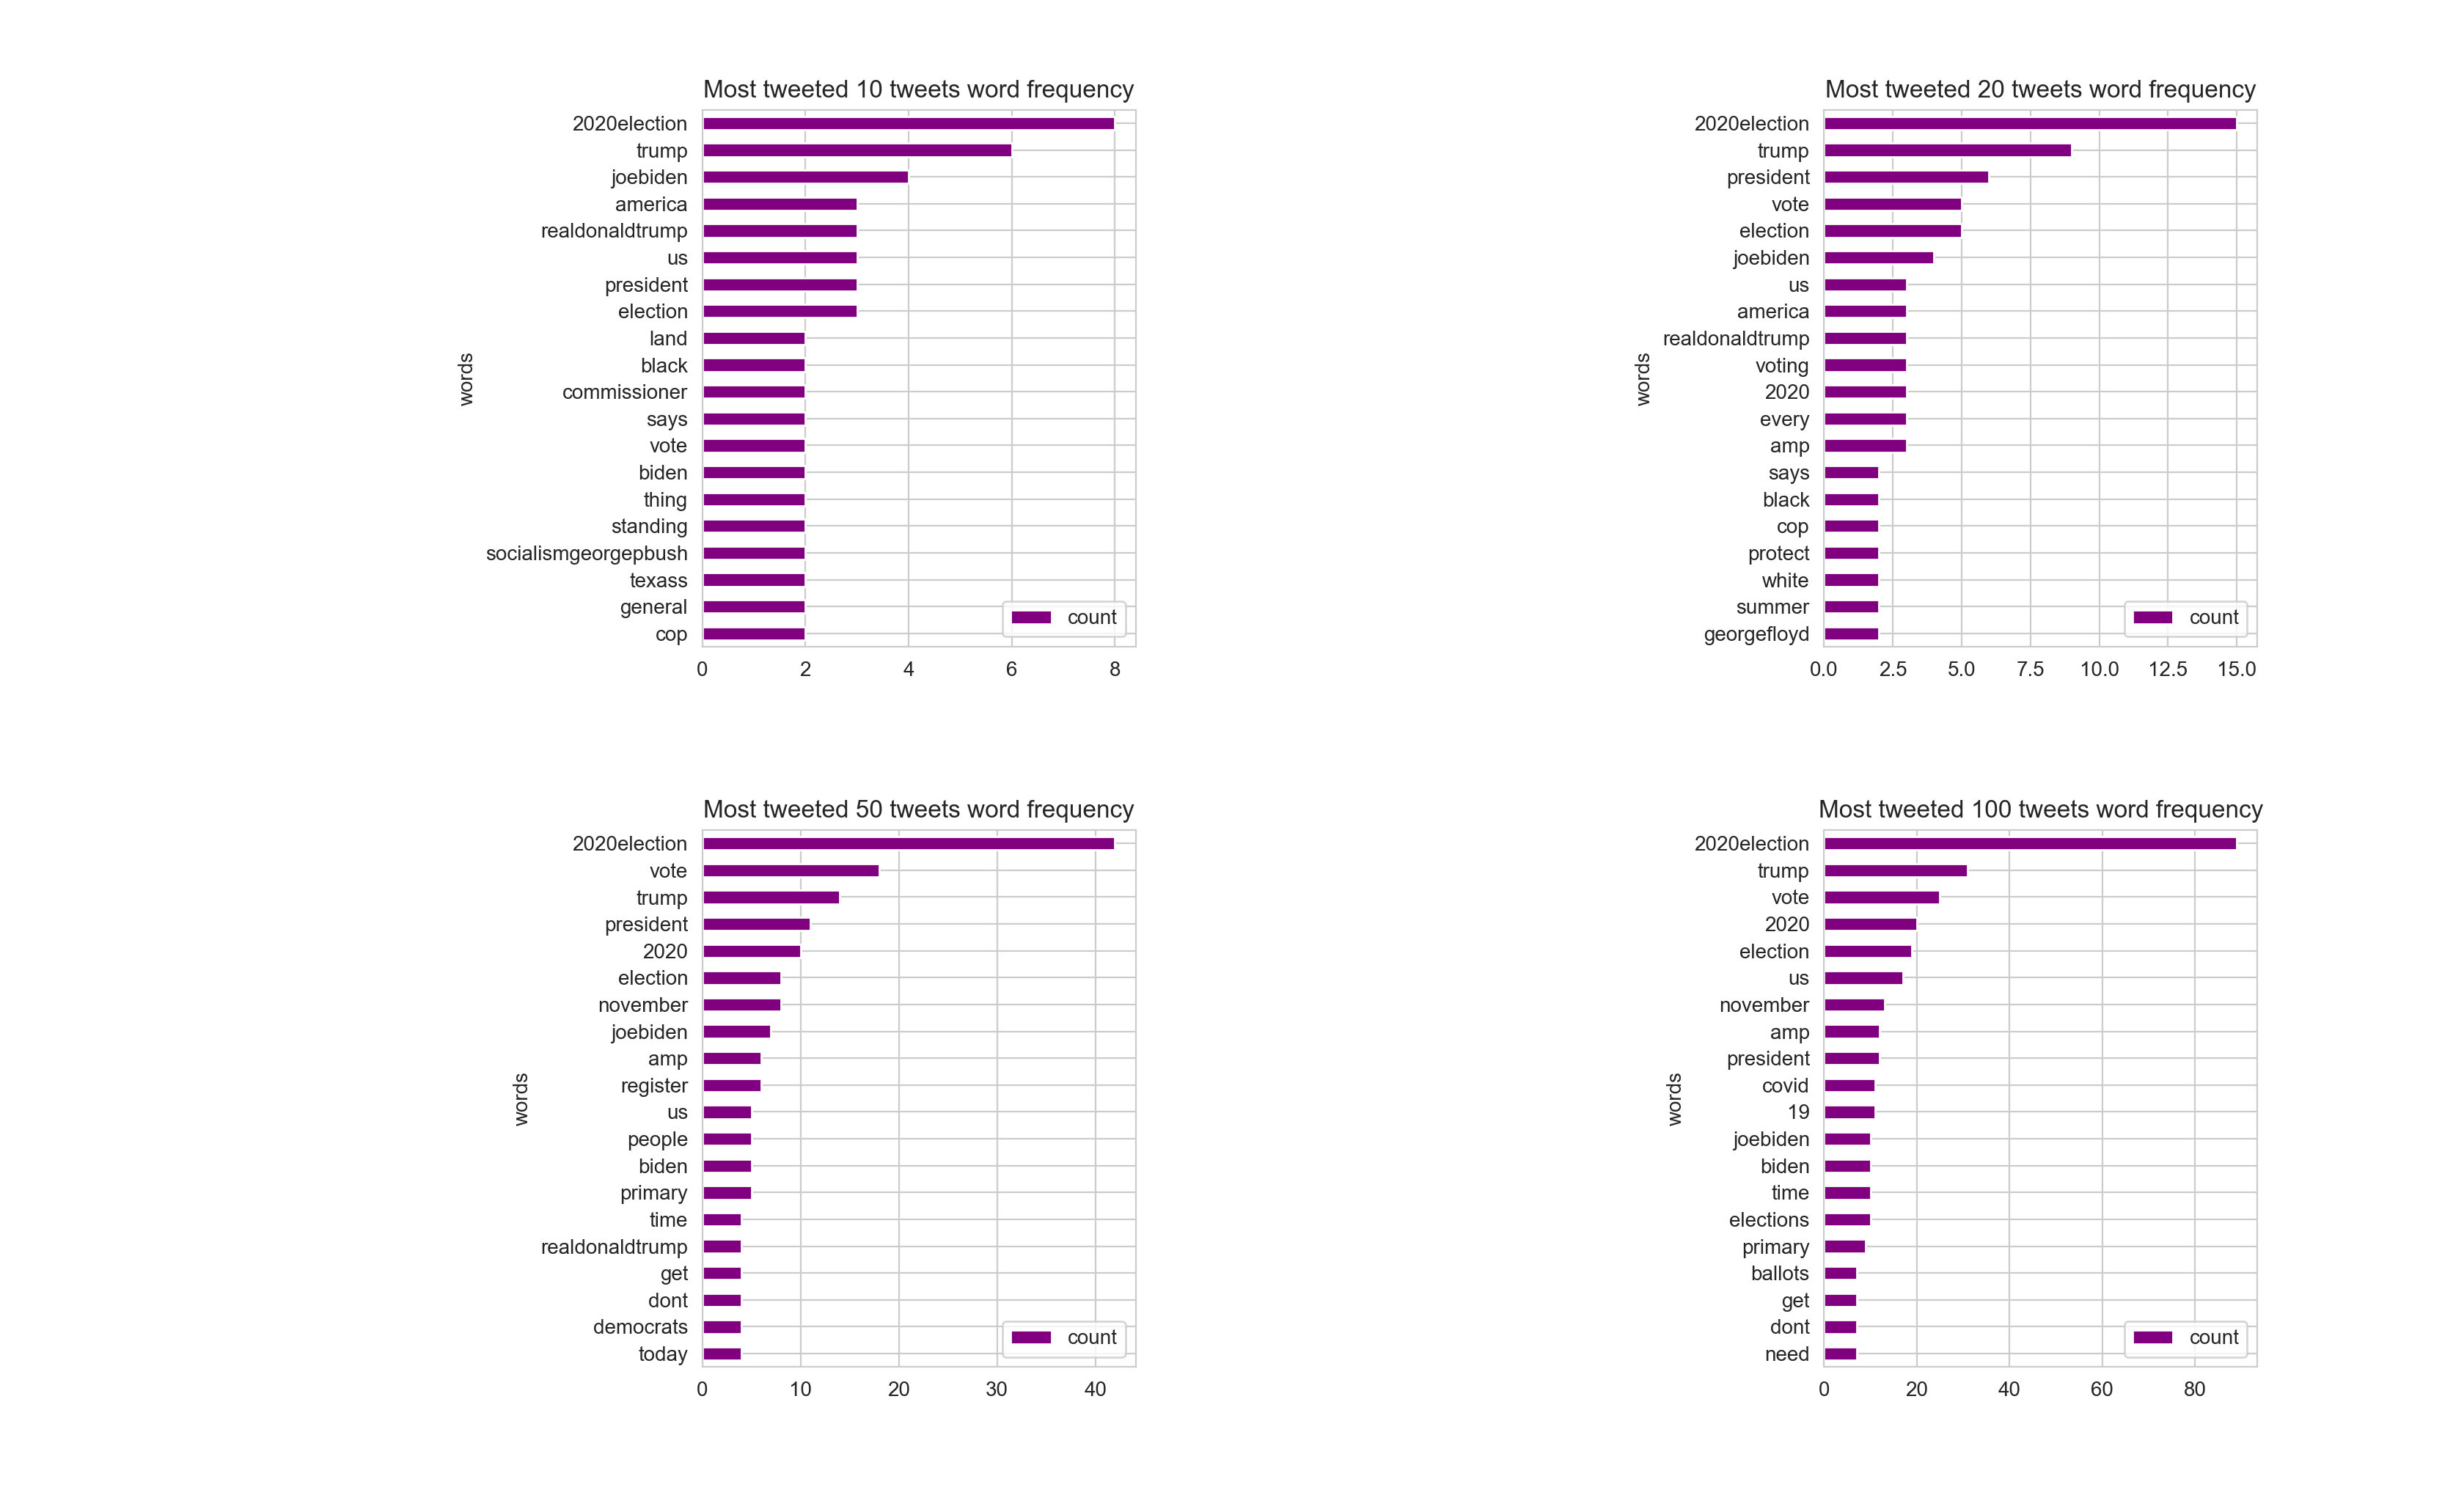 Most tweeted 10 tweets word frequency
2020election
trump
joebiden
america
realdonaldtrump
us
president
election
land
black
commissioner
says
vote
biden
thing
standing
socialismgeorgepbush
texass
general
cop
words
count
0 2 4 6 8
Most tweeted 20 tweets word frequency
2020election
trump
president
vote
election
joebiden
us
america
realdonaldtrump
voting
2020
every
amp
says
black
cop
protect
white
summer
georgefloyd
words
count
0.0 2.5 5.0 7.5 10.0 12.5 15.0
Most tweeted 50 tweets word frequency
2020election
vote
trump
president
2020
election
november
joebiden
amp
register
us
people
biden
primary
time
realdonaldtrump
get
dont
democrats
today
words
count
0 10 20 30 40
Most tweeted 100 tweets word frequency
2020election
trump
vote
2020
election
us
november
amp
president
covid
19
joebiden
biden
time
elections
primary
ballots
get
dont
need
words
count
0 20 40 60 80